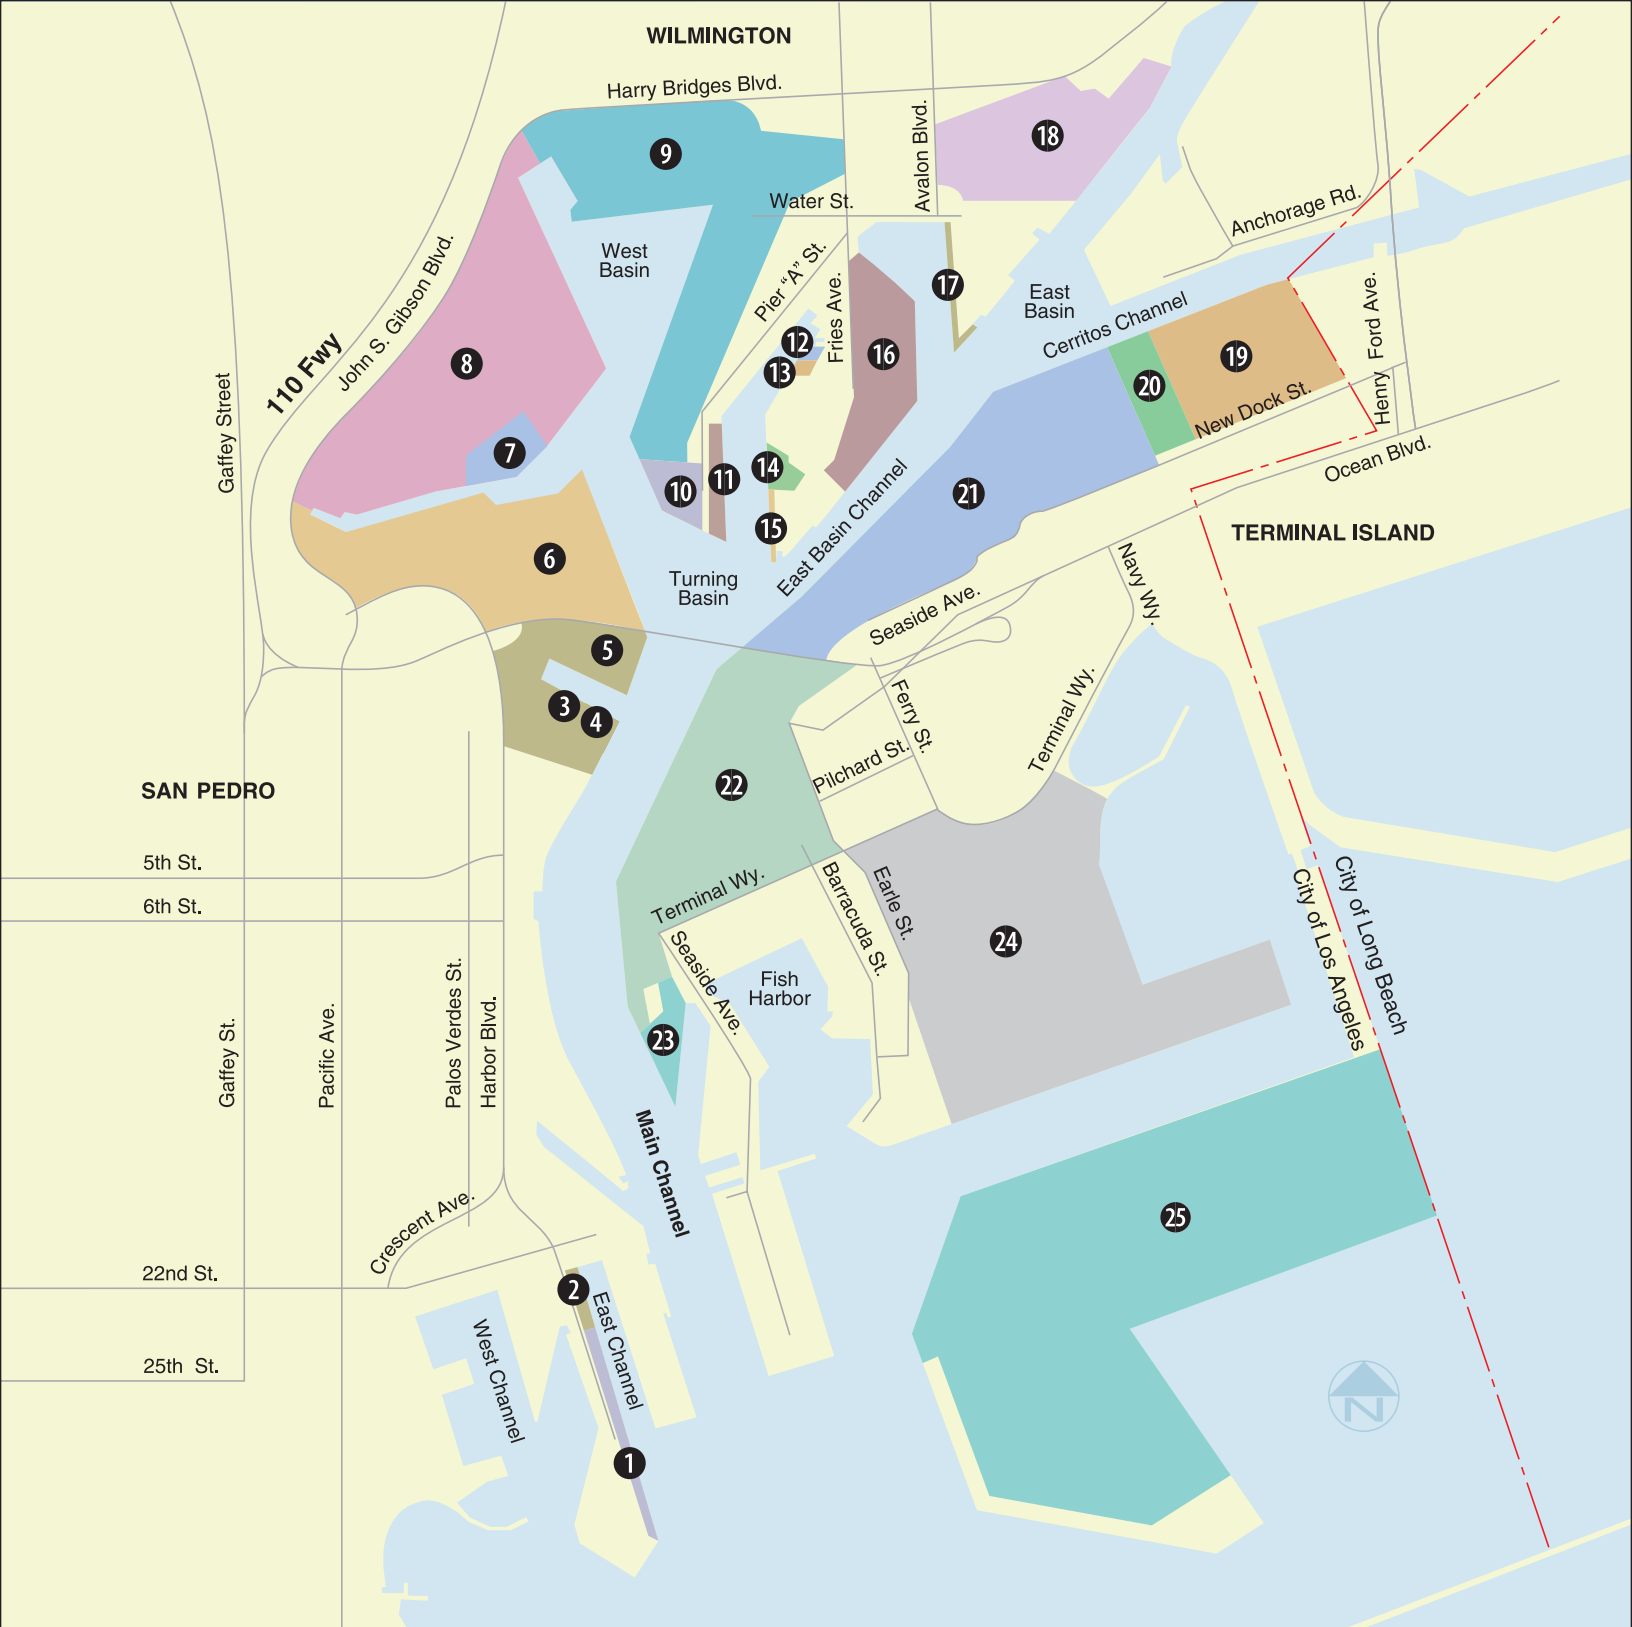 WILMINGTON
Harry Bridges Blvd.
Avalon Blvd.
18
9
Water St.
Anchorage Rd.
West
Basin
Pier “A” St.
Fries Ave.
17
East
Basin
Cerritos Channel
Henry Ford Ave.
John S. Gibson Blvd.
110 Fwy
Gaffey Street
8
12
13
16
19
20
New Dock St.
Ocean Blvd.
7
10
11
14
15
21
East Basin Channel
TERMINAL ISLAND
6
Turning
Basin
Navy Wy.
Seaside Ave.
5
3
4
Ferry St.
Terminal Wy.
Pilchard St.
22
SAN PEDRO
5th St.
6th St.
Terminal Wy.
Barracuda St.
Earle St.
City of Long Beach
City of Los Angeles
24
Seaside Ave.
Fish
Harbor
23
Gaffey St.
Pacific Ave.
Palos Verdes St.
Harbor Blvd.
Main Channel
Crescent Ave.
25
22nd St.
2
East Channel
West Channel
25th St.
N
1